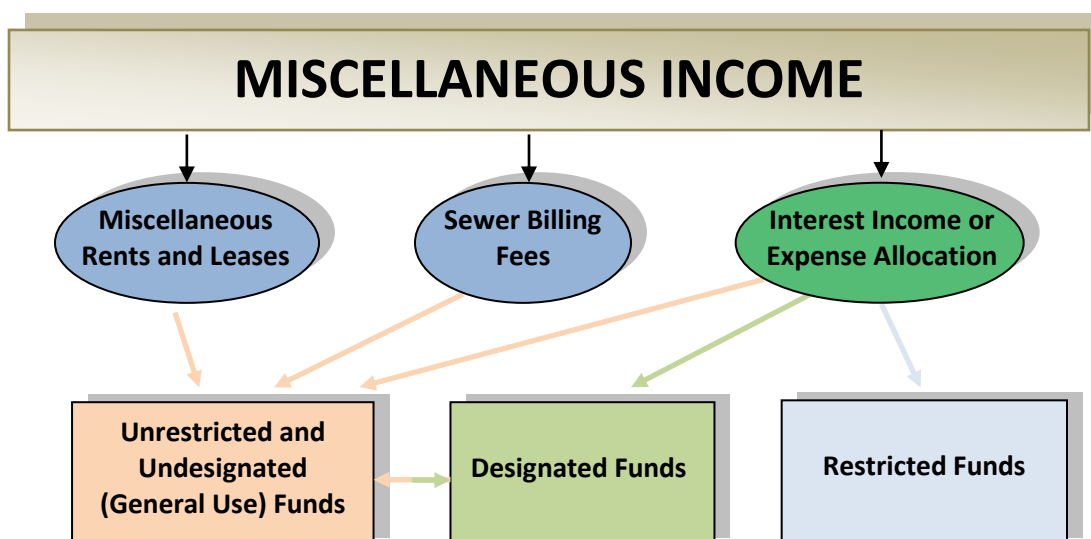 MISCELLANEOUS INCOME
Miscellaneous
Rents and Leases
Sewer Billing
Fees
Interest Income or
Expense Allocation
Unrestricted and
Undesignated
(General Use) Funds
Designated Funds
Restricted Funds